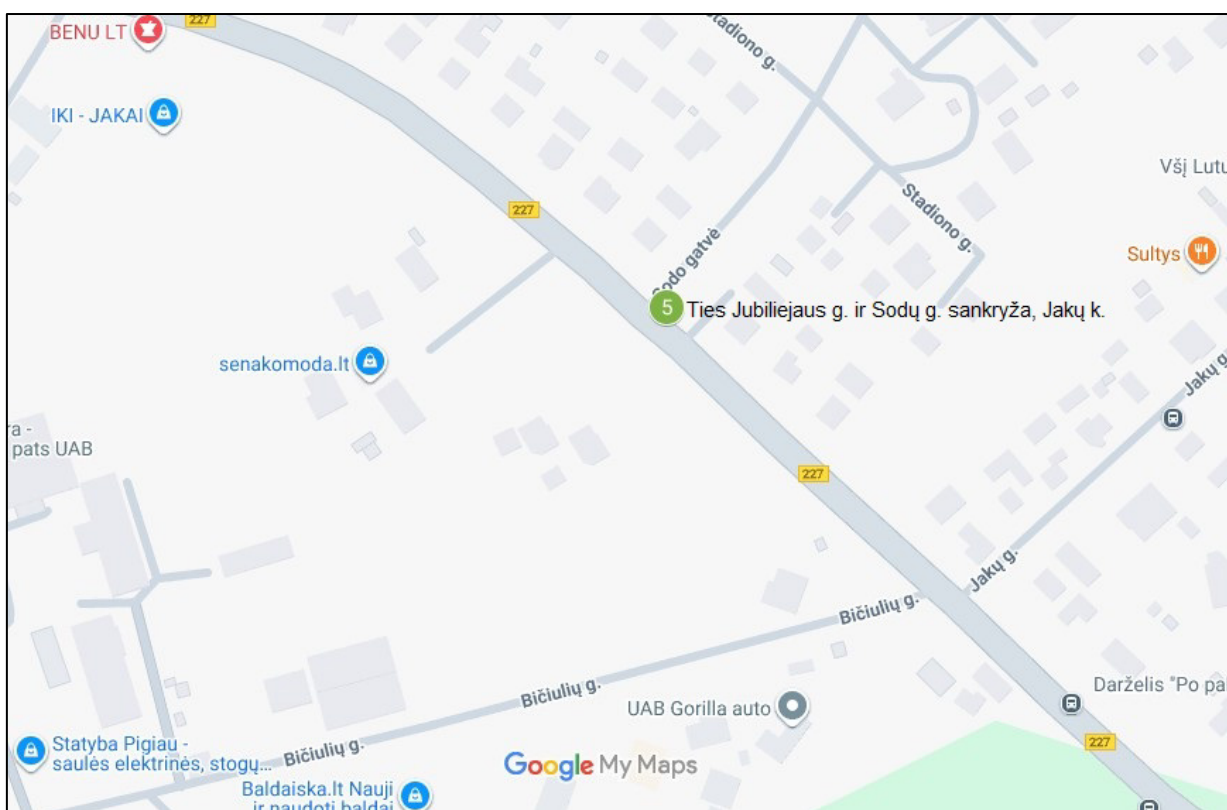 227
BENU LT
Stadiono g.
IKI - JAKAI
VšĮ Lutu
227
Stadiono g.
Sodo gatvė
Sultys
5
Ties Jubiliejaus g. ir Sodų g. sankryža, Jakų k.
senakomoda.lt
Jakų g.
ra -
pats UAB
227
Jakų g.
Bičiulių g.
Bičiulių g.
Darželis "Po pal
UAB Gorilla auto
227
Statyba Pigiau -
saulės elektrinės, stogų...
Bičiulių g.
Google My Maps
Baldaiska.lt Nauji
ir naudoti baldai